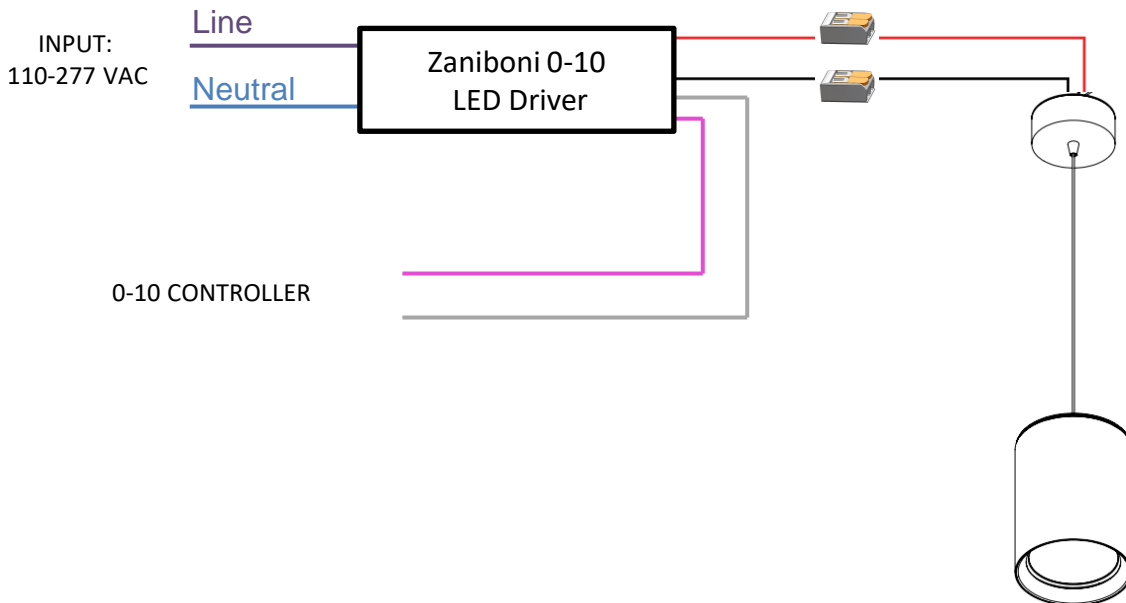 Line
INPUT:
110-277 VAC
Neutral
Zaniboni 0-10
LED Driver
0-10 CONTROLLER